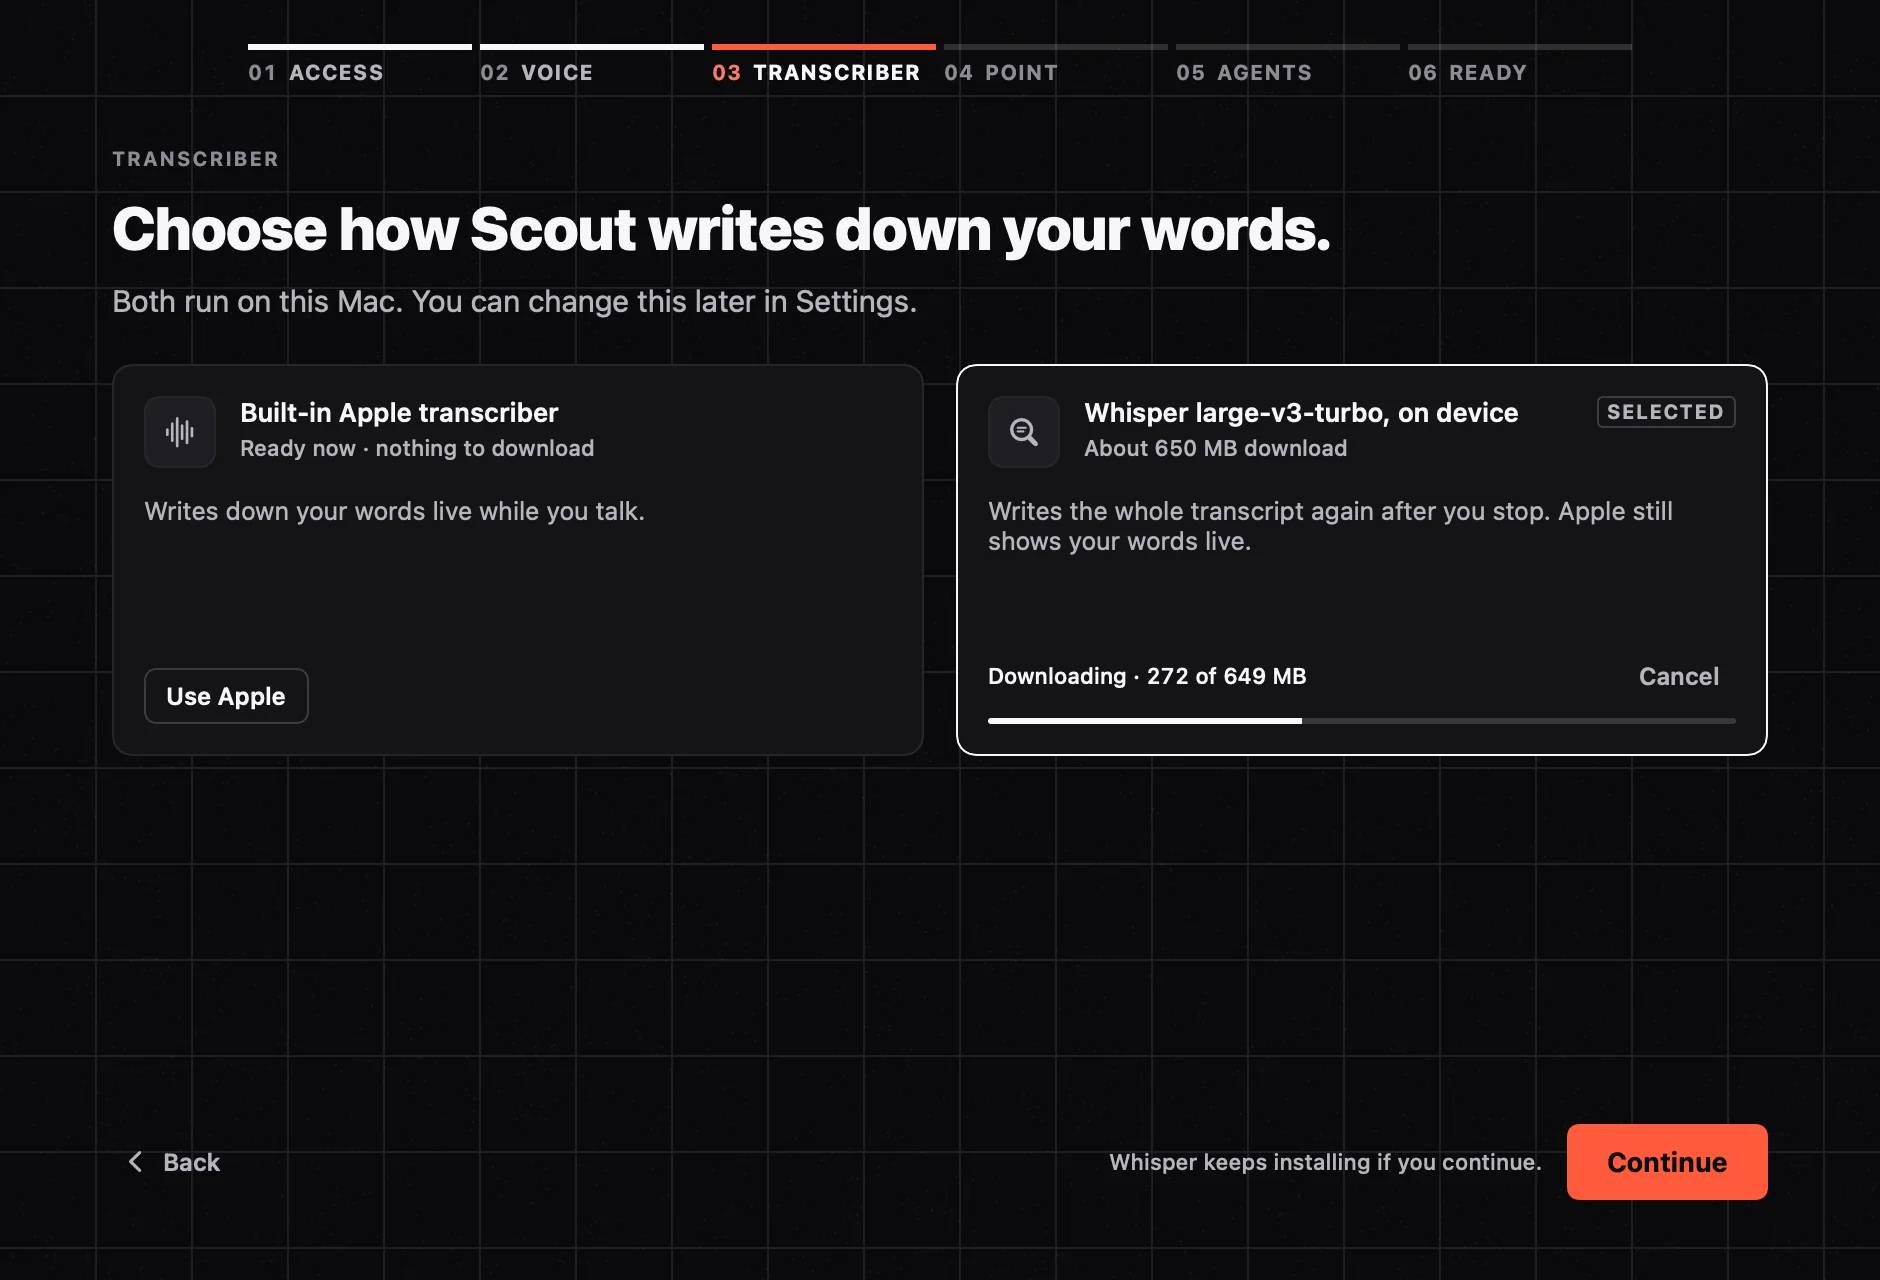 01 ACCESS
02 VOICE
03 TRANSCRIBER
04 POINT
05 AGENTS
06 READY
TRANSCRIBER
Choose how Scout writes down your words.
Both run on this Mac. You can change this later in Settings.
Built-in Apple transcriber
Ready now · nothing to download
Writes down your words live while you talk.
Use Apple
Whisper large-v3-turbo, on device
SELECTED
About 650 MB download
Writes the whole transcript again after you stop. Apple still
shows your words live.
Downloading · 272 of 649 MB
Cancel
Back
Whisper keeps installing if you continue.
Continue